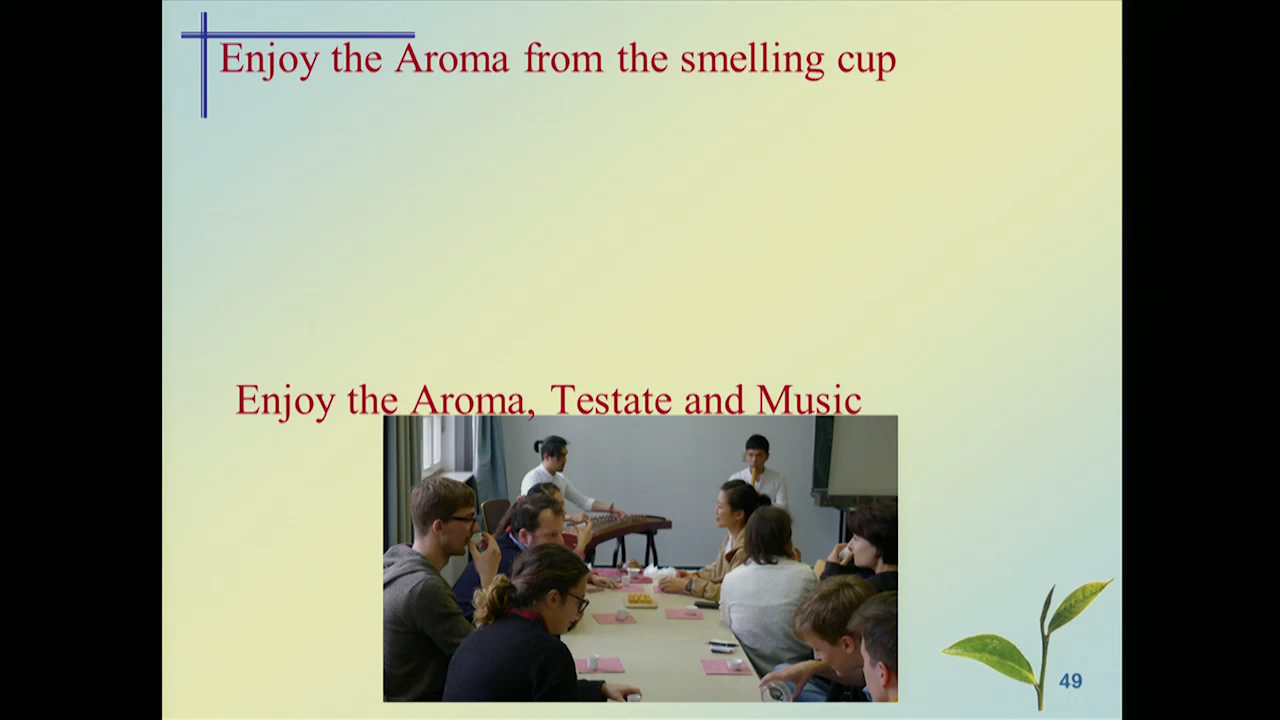 Enjoy the Aroma from the smelling cup
Enjoy the Aroma, Testate and Music
49